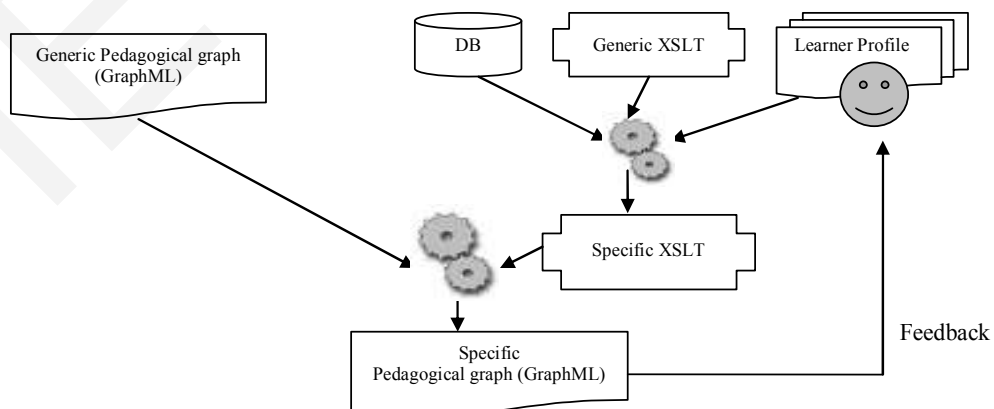 DB
Generic XSLT
Learner Profile
Generic Pedagogical graph
(GraphML)
Specific XSLT
Feedback
Specific
Pedagogical graph (GraphML)